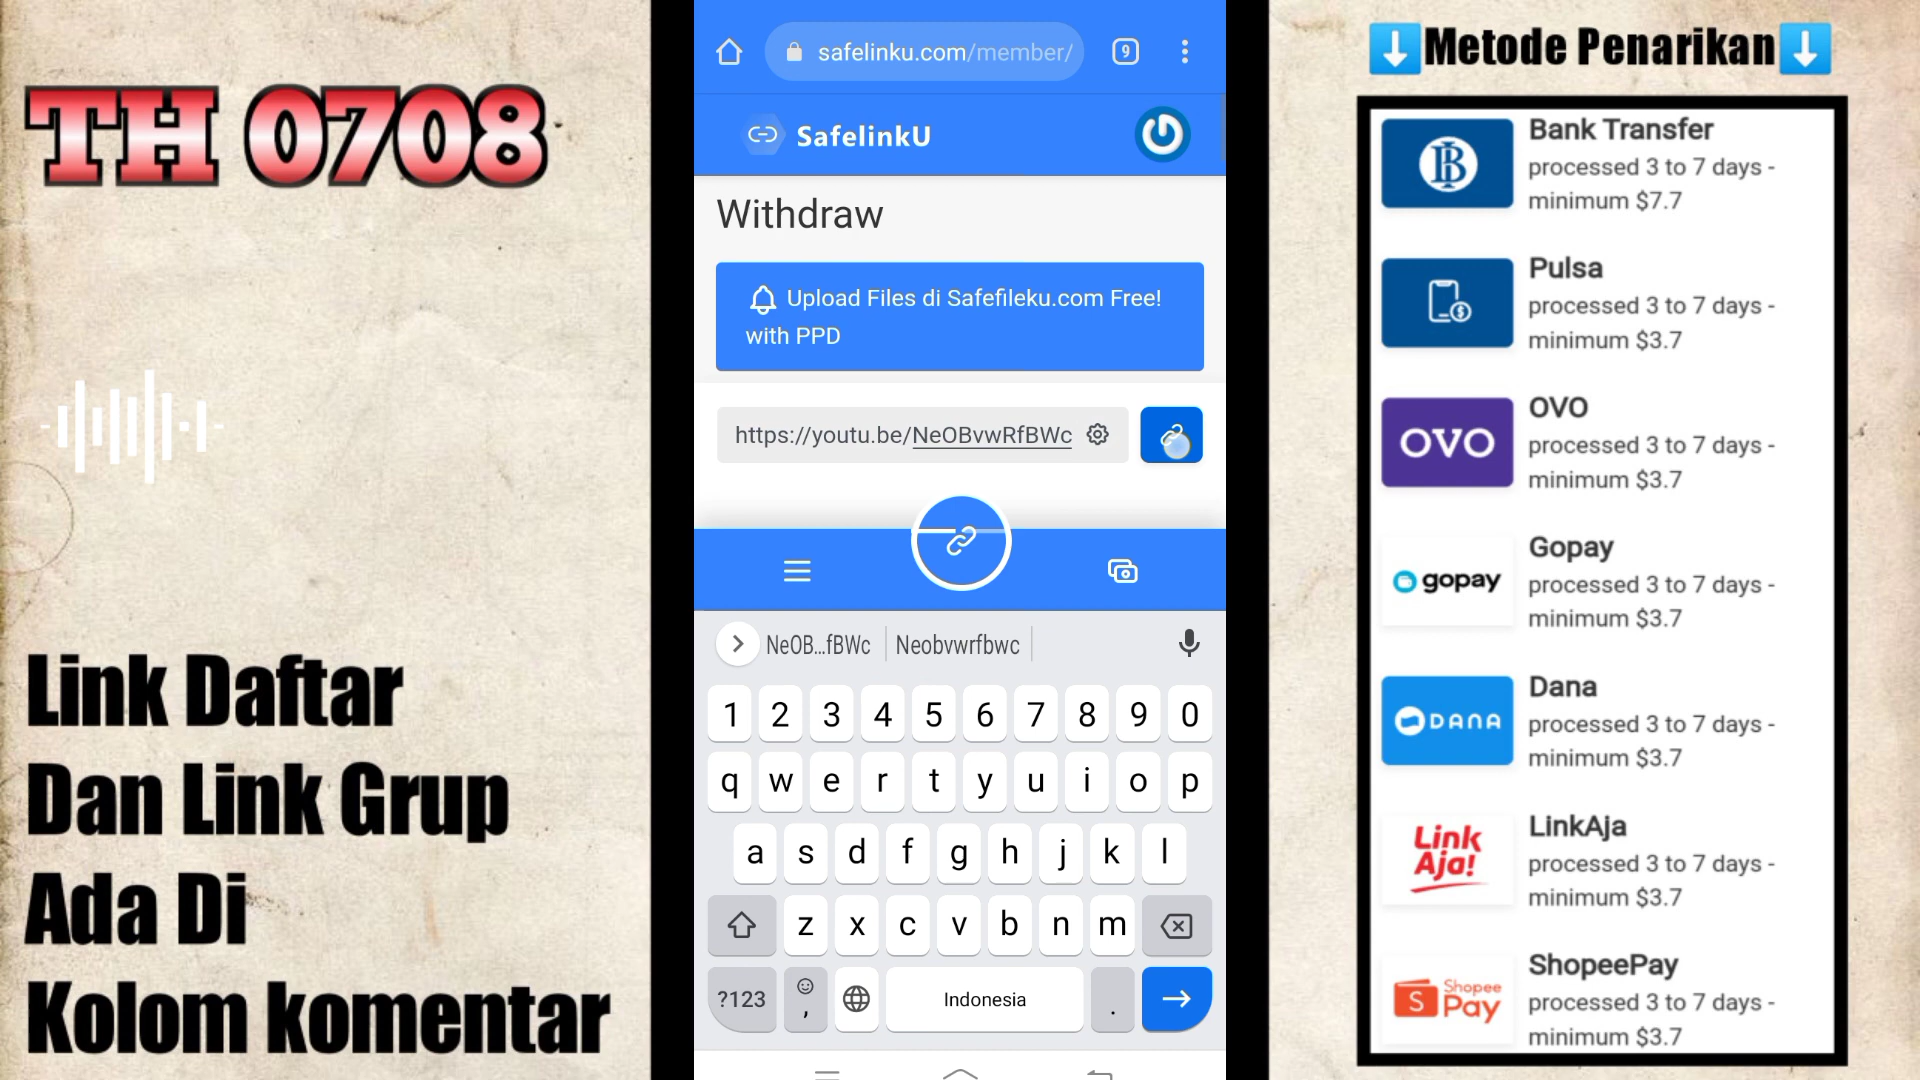 TH 0708
Link Daftar
Dan Link Grup
Ada Di
Kolom komentar
safelinku.com/member/
9
SafelinkU
Withdraw
Upload Files di Safefileku.com Free!
with PPD
https://youtu.be/NeOBvwRfBWc
NeOB...fBWc
Neobvwrfbwc
1 2 3 4 5 6 7 8 9 0
q w e r t y u i o p
a s d f g h j k l
z x c v b n m
?123 , Indonesia .
⬇️Metode Penarikan⬇️
Bank Transfer
processed 3 to 7 days -
minimum $7.7
Pulsa
processed 3 to 7 days -
minimum $3.7
OVO
OVO
processed 3 to 7 days -
minimum $3.7
gopay
Gopay
processed 3 to 7 days -
minimum $3.7
DANA
Dana
processed 3 to 7 days -
minimum $3.7
Link
Aja!
LinkAja
processed 3 to 7 days -
minimum $3.7
S Shopee
Pay
ShopeePay
processed 3 to 7 days -
minimum $3.7